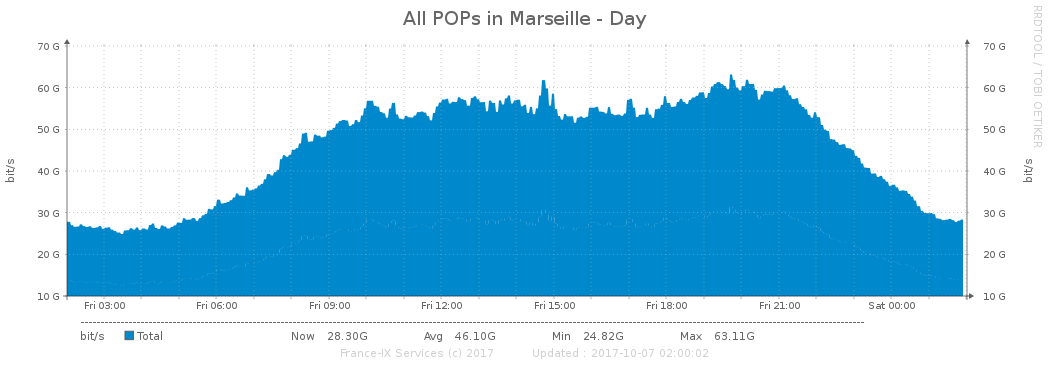 All POPs in Marseille - Day
RRDTOOL / TOBI OETIKER
bit/s
bit/s
70 G 70 G
60 G 60 G
50 G 50 G
40 G 40 G
30 G 30 G
20 G 20 G
10 G 10 G
Fri 03:00 Fri 06:00 Fri 09:00 Fri 12:00 Fri 15:00 Fri 18:00 Fri 21:00 Sat 00:00
bit/s Total Now 28.30G Avg 46.10G Min 24.82G Max 63.11G
France-IX Services (c) 2017 Updated : 2017-10-07 02:00:02